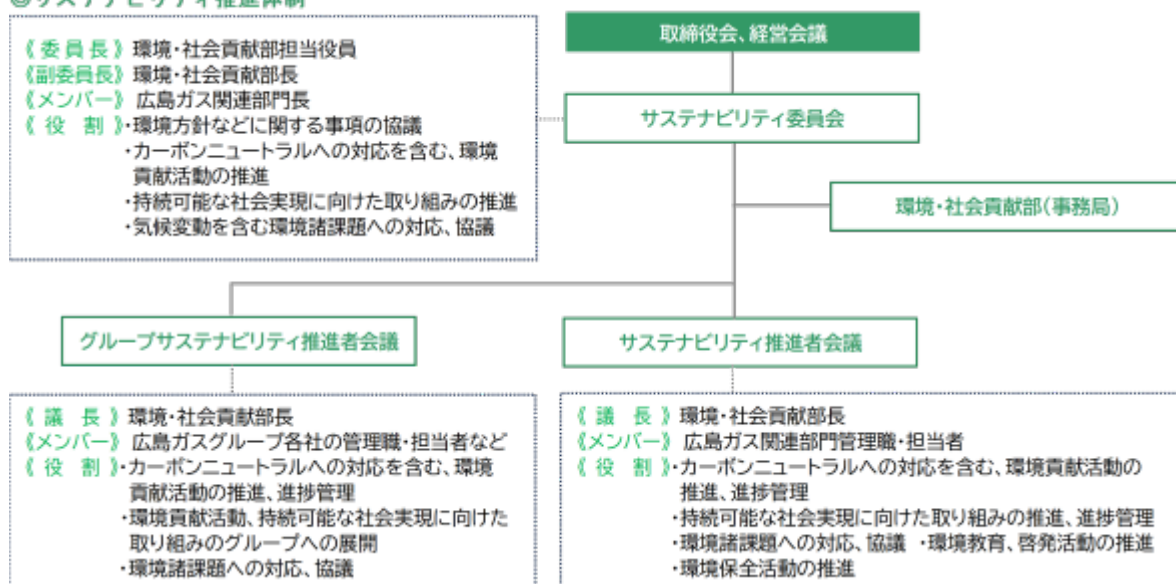 ◎サステナビリティ推進体制
取締役会、経営会議
《委員長》環境・社会貢献部担当役員
《副委員長》環境・社会貢献部長
《メンバー》広島ガス関連部門長
《役割》・環境方針などに関する事項の協議
・カーボンニュートラルへの対応を含む、環境
貢献活動の推進
・持続可能な社会実現に向けた取り組みの推進
・気候変動を含む環境諸課題への対応、協議
サステナビリティ委員会
環境・社会貢献部(事務局)
グループサステナビリティ推進者会議
《議長》環境・社会貢献部長
《メンバー》広島ガスグループ各社の管理職・担当者など
《役割》・カーボンニュートラルへの対応を含む、環境
貢献活動の推進、進捗管理
・環境貢献活動、持続可能な社会実現に向けた
取り組みのグループへの展開
・環境諸課題への対応、協議
サステナビリティ推進者会議
《議長》環境・社会貢献部長
《メンバー》広島ガス関連部門管理職・担当者
《役割》・カーボンニュートラルへの対応を含む、環境貢献活動の
推進、進捗管理
・持続可能な社会実現に向けた取り組みの推進、進捗管理
・環境諸課題への対応、協議 ・環境教育、啓発活動の推進
・環境保全活動の推進